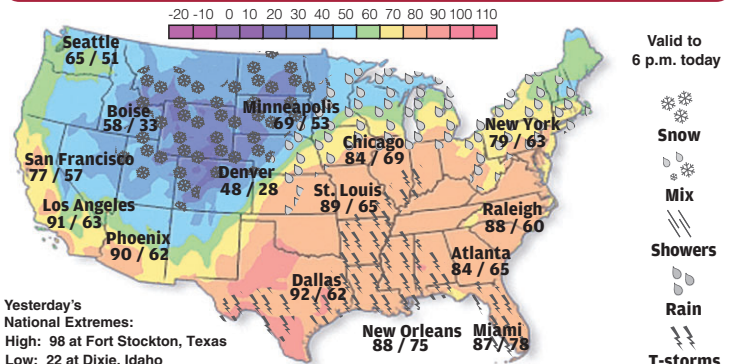 -20 -10 0 10 20 30 40 50 60 70 80 90 100 110
Seattle
65 / 51
Boise
58 / 33
Minneapolis
69 / 53
San Francisco
77 / 57
Denver
48 / 28
Chicago
84 / 69
New York
79 / 63
Los Angeles
91 / 63
St. Louis
89 / 65
Raleigh
88 / 60
Phoenix
90 / 62
Atlanta
84 / 65
Dallas
92 / 62
New Orleans
88 / 75
Miami
87 / 78
Yesterday's
National Extremes:
High: 98 at Fort Stockton, Texas
Low: 22 at Dixie, Idaho
Valid to
6 p.m. today
Snow
Mix
Showers
Rain
T-storms